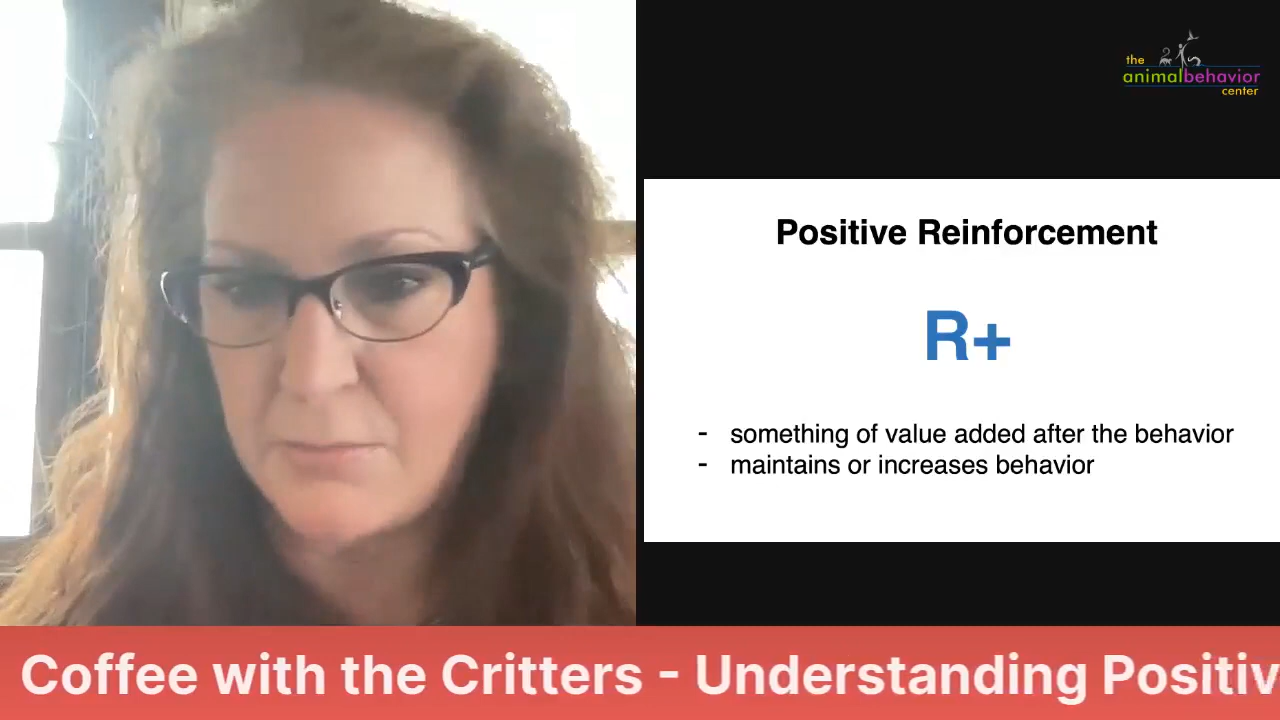 the
animalbehavior
center
Positive Reinforcement
R+
- something of value added after the behavior
- maintains or increases behavior
Coffee with the Critters - Understanding Positiv